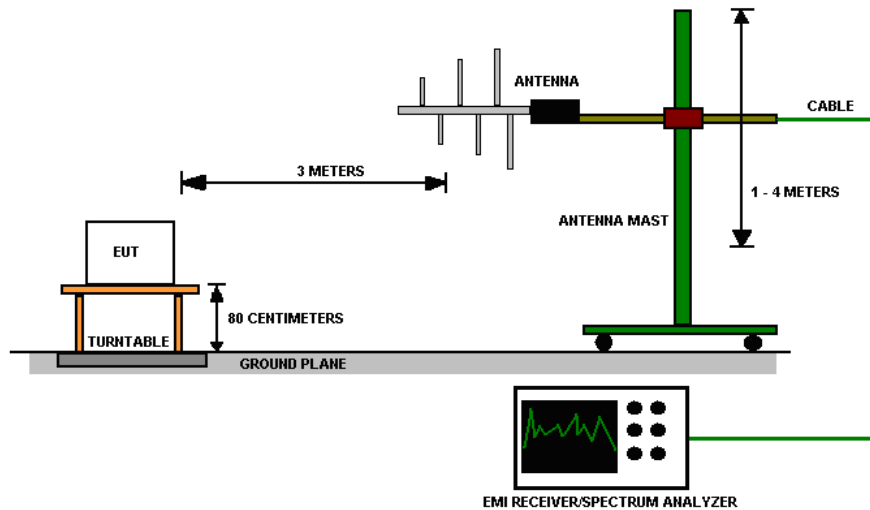 ANTENNA
CABLE
3 METERS
1 - 4 METERS
ANTENNA MAST
EUT
80 CENTIMETERS
TURNTABLE
GROUND PLANE
EMI RECEIVER/SPECTRUM ANALYZER